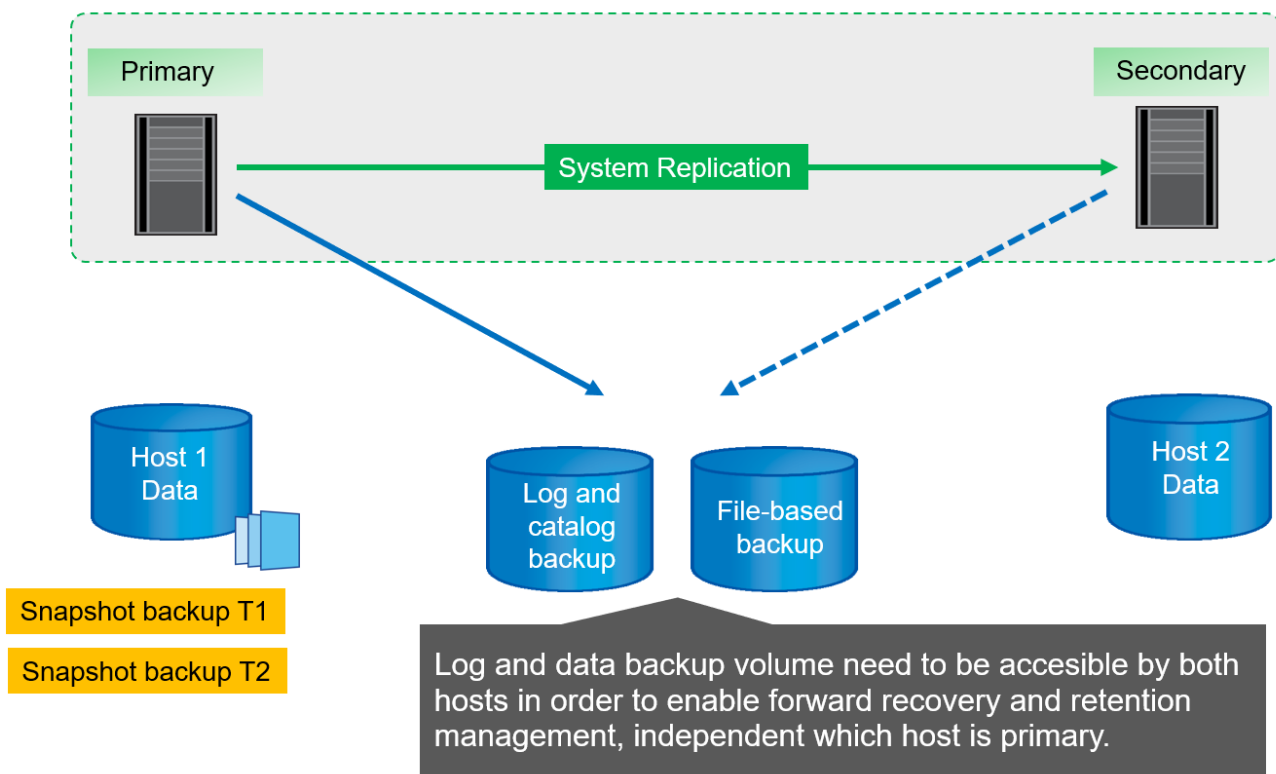 Primary
Secondary
System Replication
Host 1
Data
Log and
catalog
backup
File-based
backup
Host 2
Data
Snapshot backup T1
Snapshot backup T2
Log and data backup volume need to be accesible by both
hosts in order to enable forward recovery and retention
management, independent which host is primary.